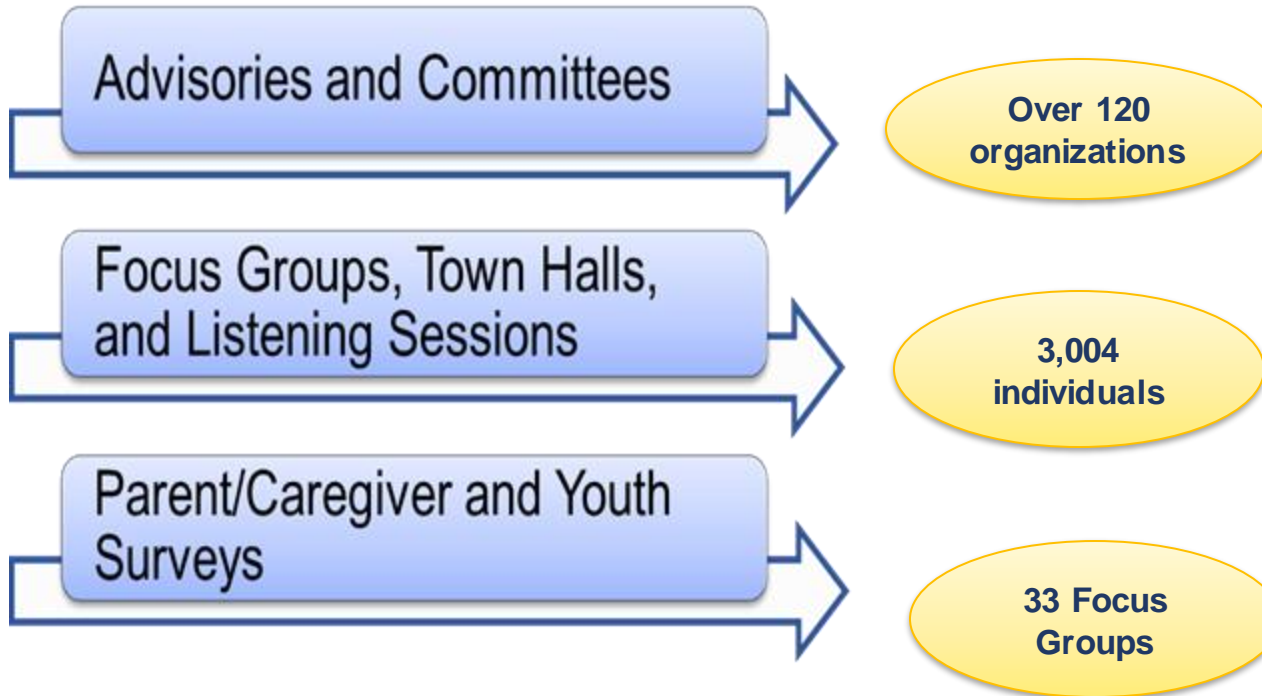 Advisories and Committees
Over 120
organizations
Focus Groups, Town Halls,
and Listening Sessions
3,004
individuals
Parent/Caregiver and Youth
Surveys
33 Focus
Groups